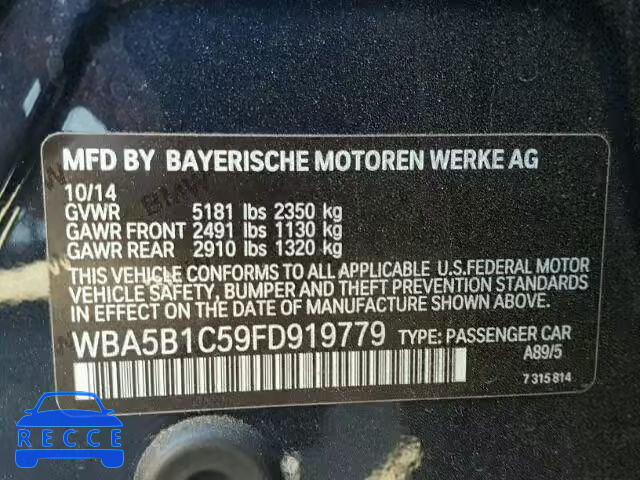 MFD BY BAYERISCHE MOTOREN WERKE AG
10/14
GVWR 5181 lbs 2350 kg
GAWR FRONT 2491 lbs 1130 kg
GAWR REAR 2910 lbs 1320 kg
THIS VEHICLE CONFORMS TO ALL APPLICABLE U.S.FEDERAL MOTOR
VEHICLE SAFETY, BUMPER AND THEFT PREVENTION STANDARDS
IN EFFECT ON THE DATE OF MANUFACTURE SHOWN ABOVE.
WBA5B1C59FD919779 TYPE: PASSENGER CAR
A89/5
7 315 814
VIN